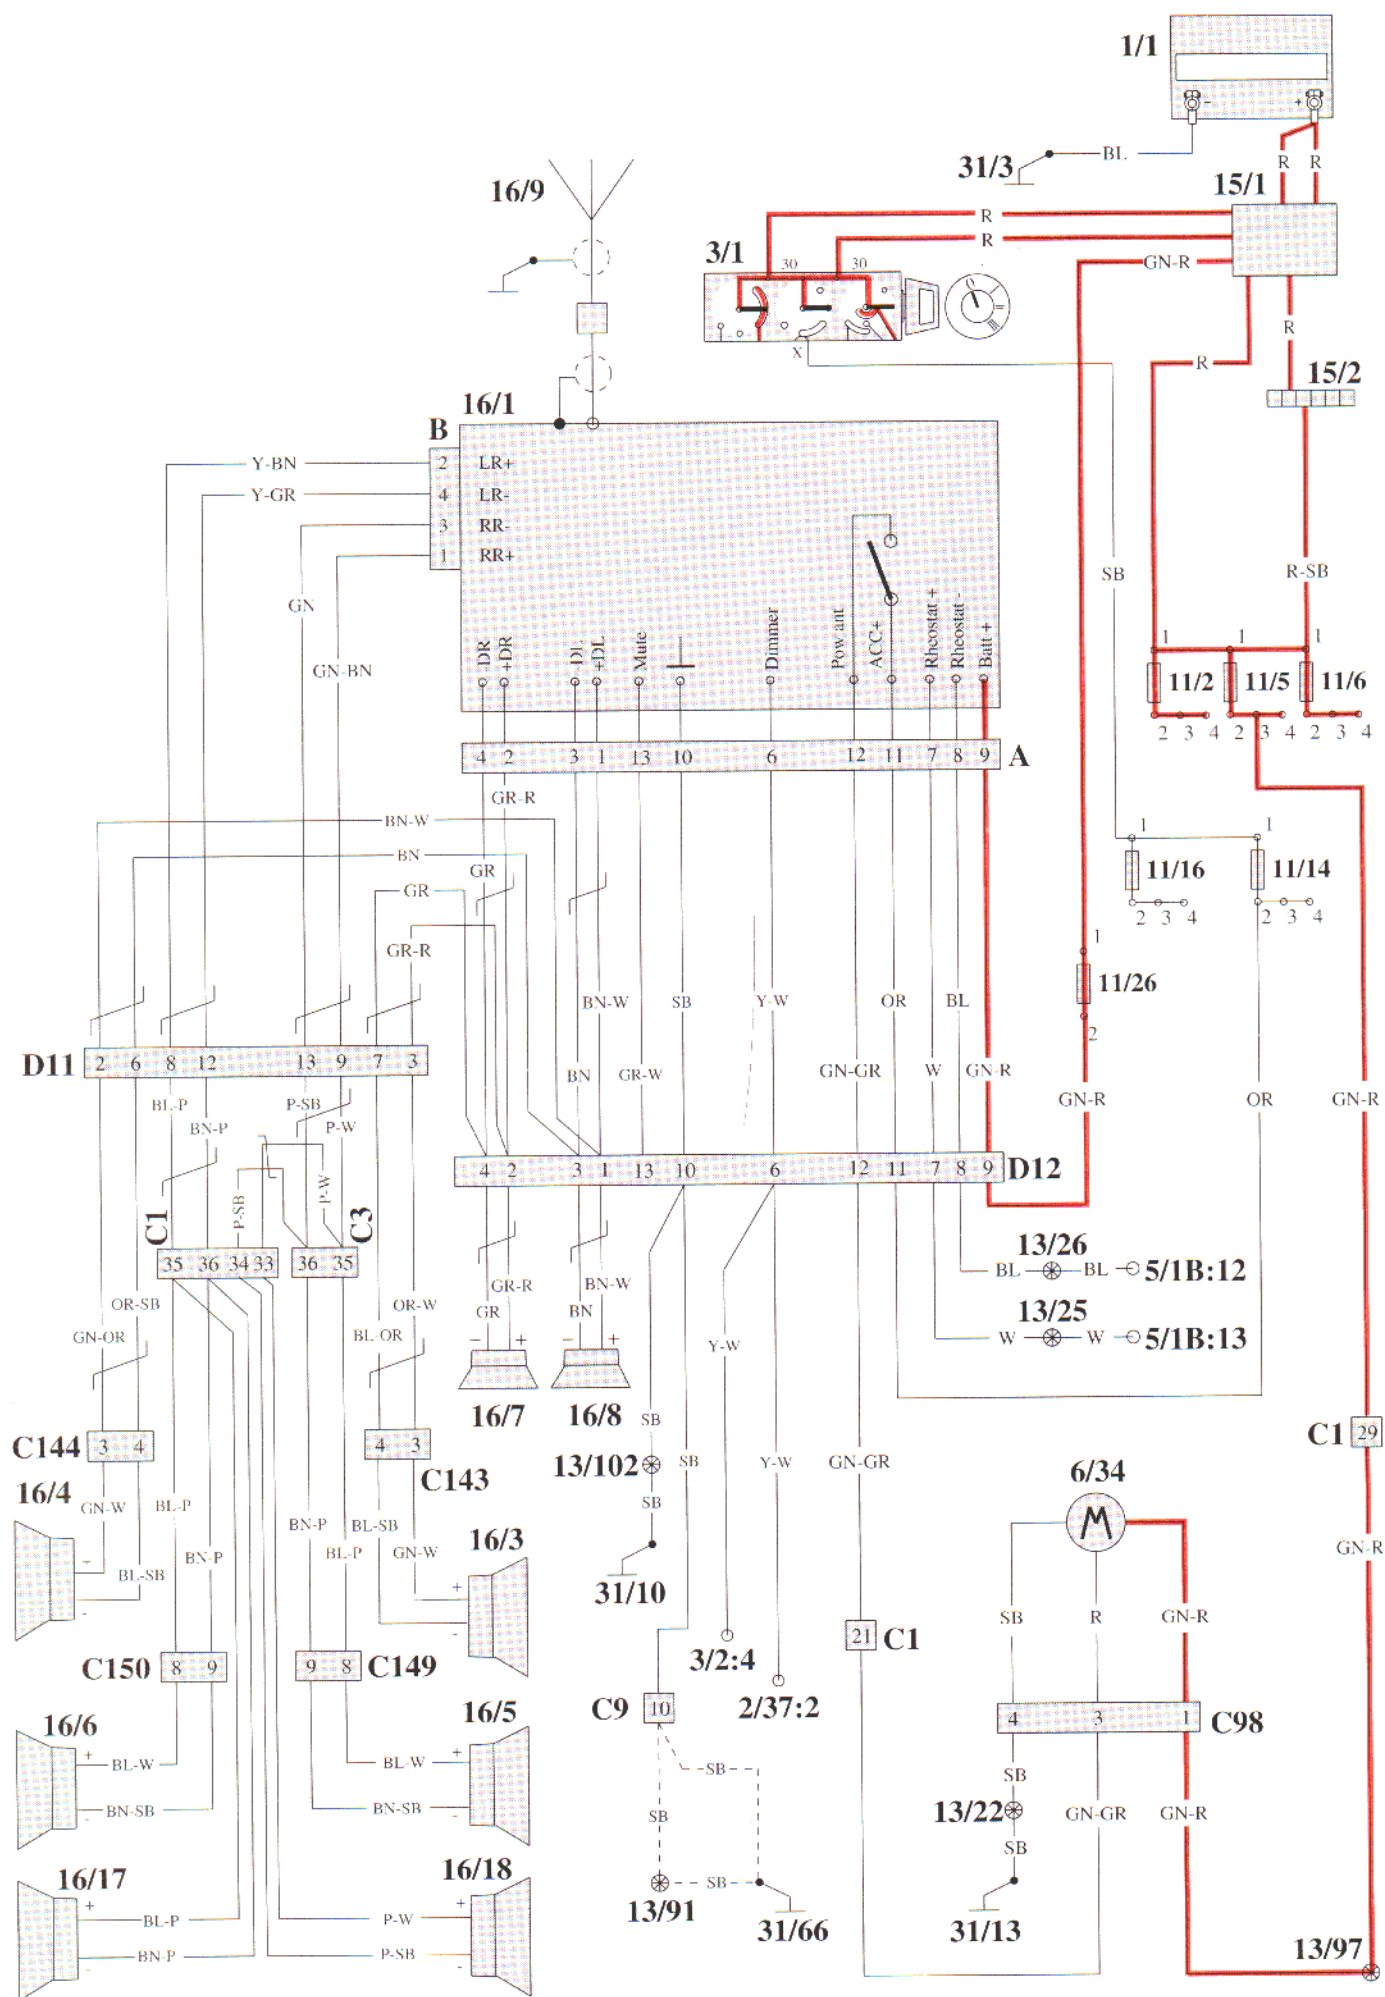 1/1
- +
31/3 BL R R
16/9 15/1
R
R
3/1 30 30 GN-R
0 I II III
X
R R
15/2
16/1
B
2 LR+
4 LR-
3 RR-
1 RR+
Y-BN
Y-GR
GN
GN-BN
SB R-SB
-DR +DR -DL +DL Mute Dimmer Pow ant ACC+ Rheostat + Rheostat - Batt +
1 1 1
11/2 11/5 11/6
2 3 4 2 3 4 2 3 4
4 2 3 1 13 10 6 12 11 7 8 9 A
GR-R
BN-W
BN
GR GR
GR-R
1 1
11/16 11/14
2 3 4 2 3 4
1
11/26
2
BN-W SB Y-W OR BL
D11 2 6 8 12 13 9 7 3
BN GR-W GN-GR W GN-R
BL-P BN-P P-SB P-W
GN-R OR GN-R
4 2 3 1 13 10 6 12 11 7 8 9 D12
P-SB P-W
C1 35 36 34 33
36 35 C3
13/26
BL BL 5/1B:12
13/25
W W 5/1B:13
OR-SB OR-W
GN-OR BL-OR
GR-R BN-W
GR BN
- + - +
16/7 16/8
Y-W
SB
C144 3 4
4 3 C143
13/102 SB Y-W GN-GR
SB
31/10
C1 29
6/34
M
16/4
GN-W BL-P
+
BL-SB BN-P
-
BN-P BL-SB
BL-P GN-W
16/3
+
-
SB R GN-R
GN-R
21 C1
3/2:4
2/37:2
C150 8 9
9 8 C149
C9 10
4 3 1 C98
16/6
+ BL-W
- BN-SB
16/5
BL-W +
BN-SB -
SB
SB
SB
13/91
31/66
SB
13/22 GN-GR GN-R
SB
31/13
13/97
16/17
+ BL-P
- BN-P
16/18
P-W +
P-SB -